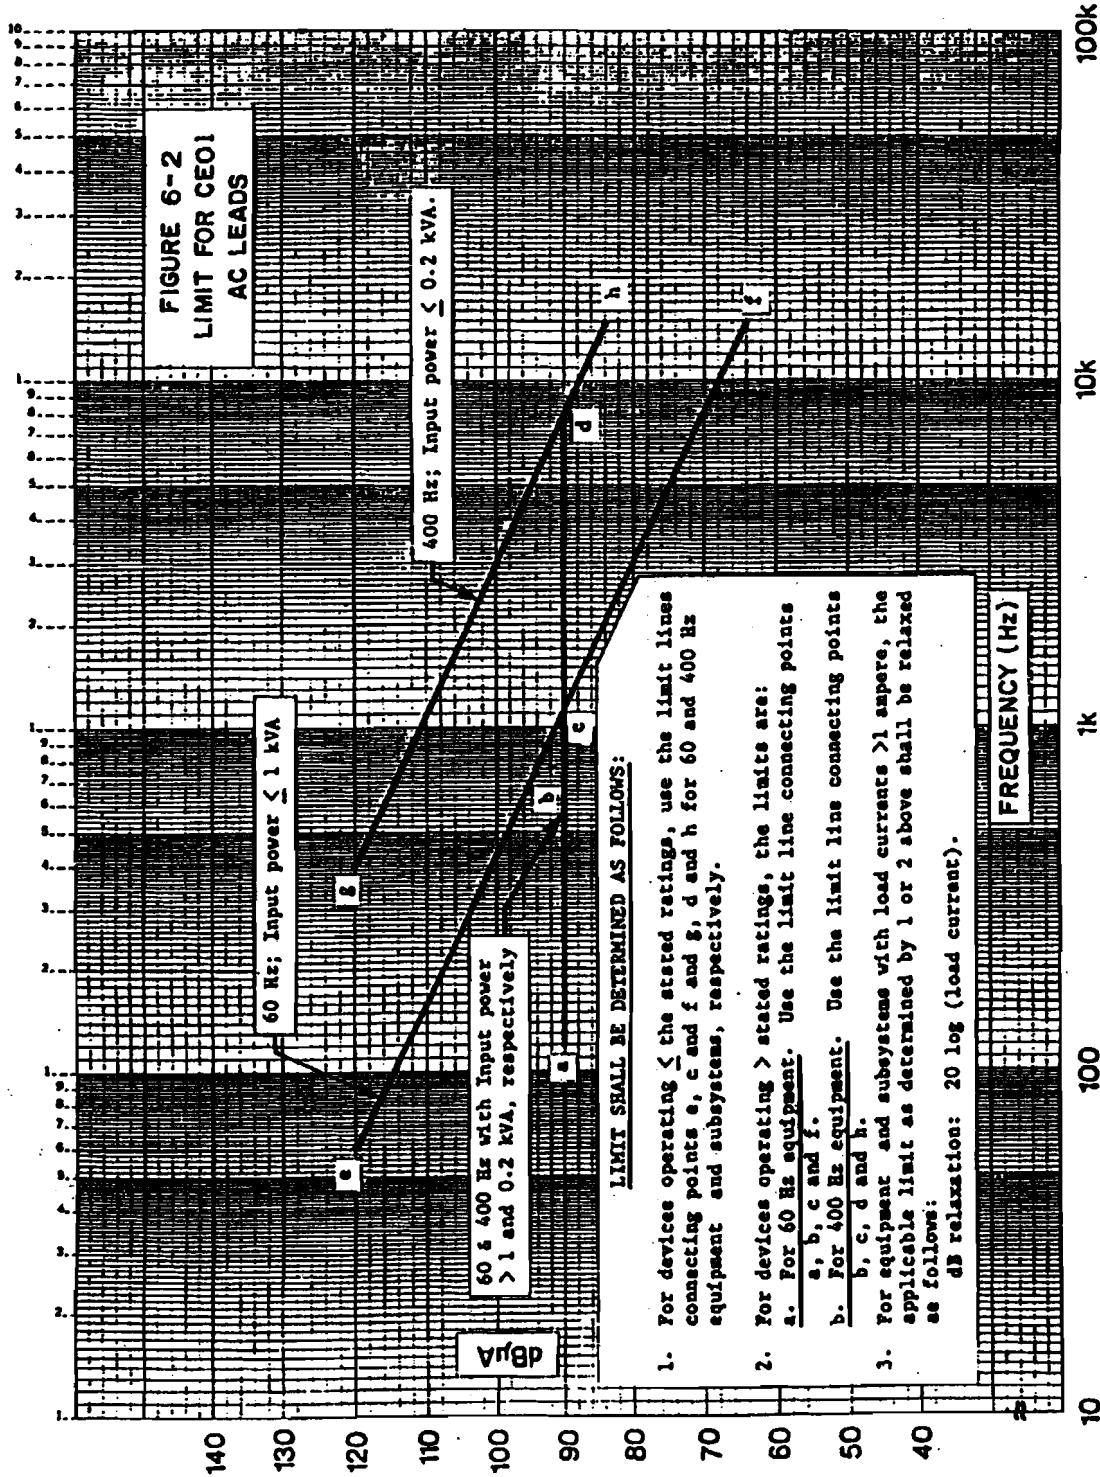 FIGURE 6-2
LIMIT FOR CE01
AC LEADS
60 Hz; Input power ≤ 1 kVA
400 Hz; Input power ≤ 0.2 kVA.
60 & 400 Hz with Input power
> 1 and 0.2 kVA, respectively
e
g
a
b
c
d
h
f
dBµA
140
130
120
110
100
90
80
70
60
50
40
LIMIT SHALL BE DETERMINED AS FOLLOWS:
1. For devices operating ≤ the stated ratings, use the limit lines
connecting points e, c and f and g, d and h for 60 and 400 Hz
equipment and subsystems, respectively.
2. For devices operating > stated ratings, the limits are:
a. For 60 Hz equipment. Use the limit line connecting points
a, b, c and f.
b. For 400 Hz equipment. Use the limit line connecting points
b, c, d and h.
3. For equipment and subsystems with load currents >1 ampere, the
applicable limit as determined by 1 or 2 above shall be relaxed
as follows:
dB relaxation: 20 log (load current).
FREQUENCY (Hz)
10
100
1k
10k
100k